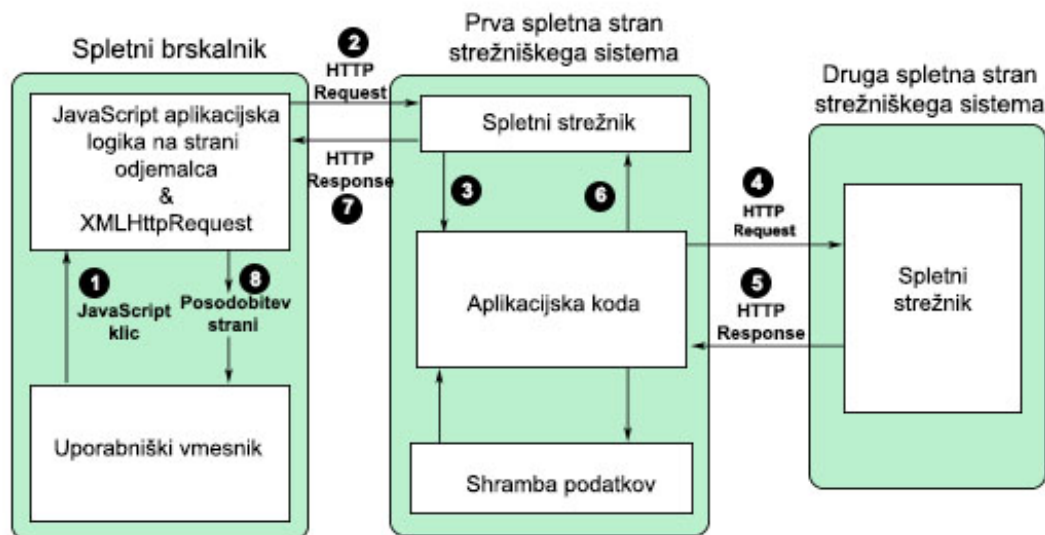 Spletni brskalnik
JavaScript aplikacijska
logika na strani
odjemalca
&
XMLHttpRequest
1
JavaScript
klic
8
Posodobitev
strani
Uporabniški vmesnik
2
HTTP
Request
HTTP
Response
7
Prva spletna stran
strežniškega sistema
Spletni strežnik
3
6
Aplikacijska koda
Shramba podatkov
4
HTTP
Request
5
HTTP
Response
Druga spletna stran
strežniškega sistema
Spletni
strežnik